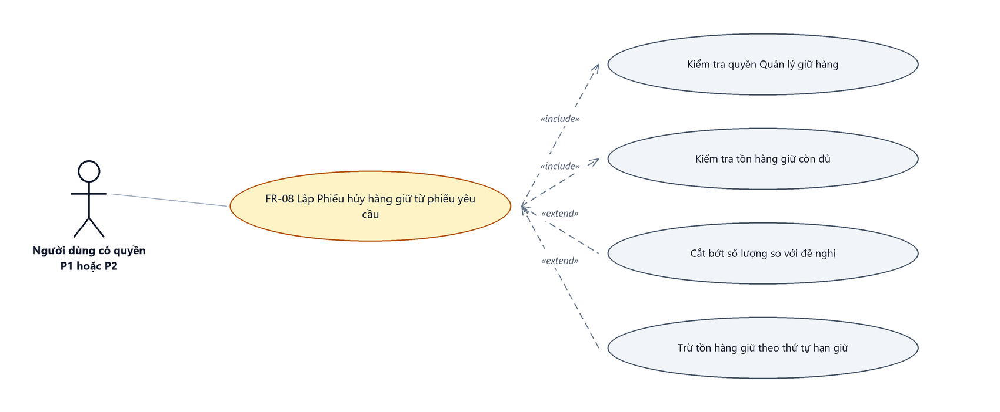 Kiểm tra quyền Quản lý giữ hàng
«include»
Kiểm tra tồn hàng giữ còn đủ
«include»
FR-08 Lập Phiếu hủy hàng giữ từ phiếu yêu
cầu
«extend»
Người dùng có quyền
P1 hoặc P2
Cắt bớt số lượng so với đề nghị
«extend»
Trừ tồn hàng giữ theo thứ tự hạn giữ